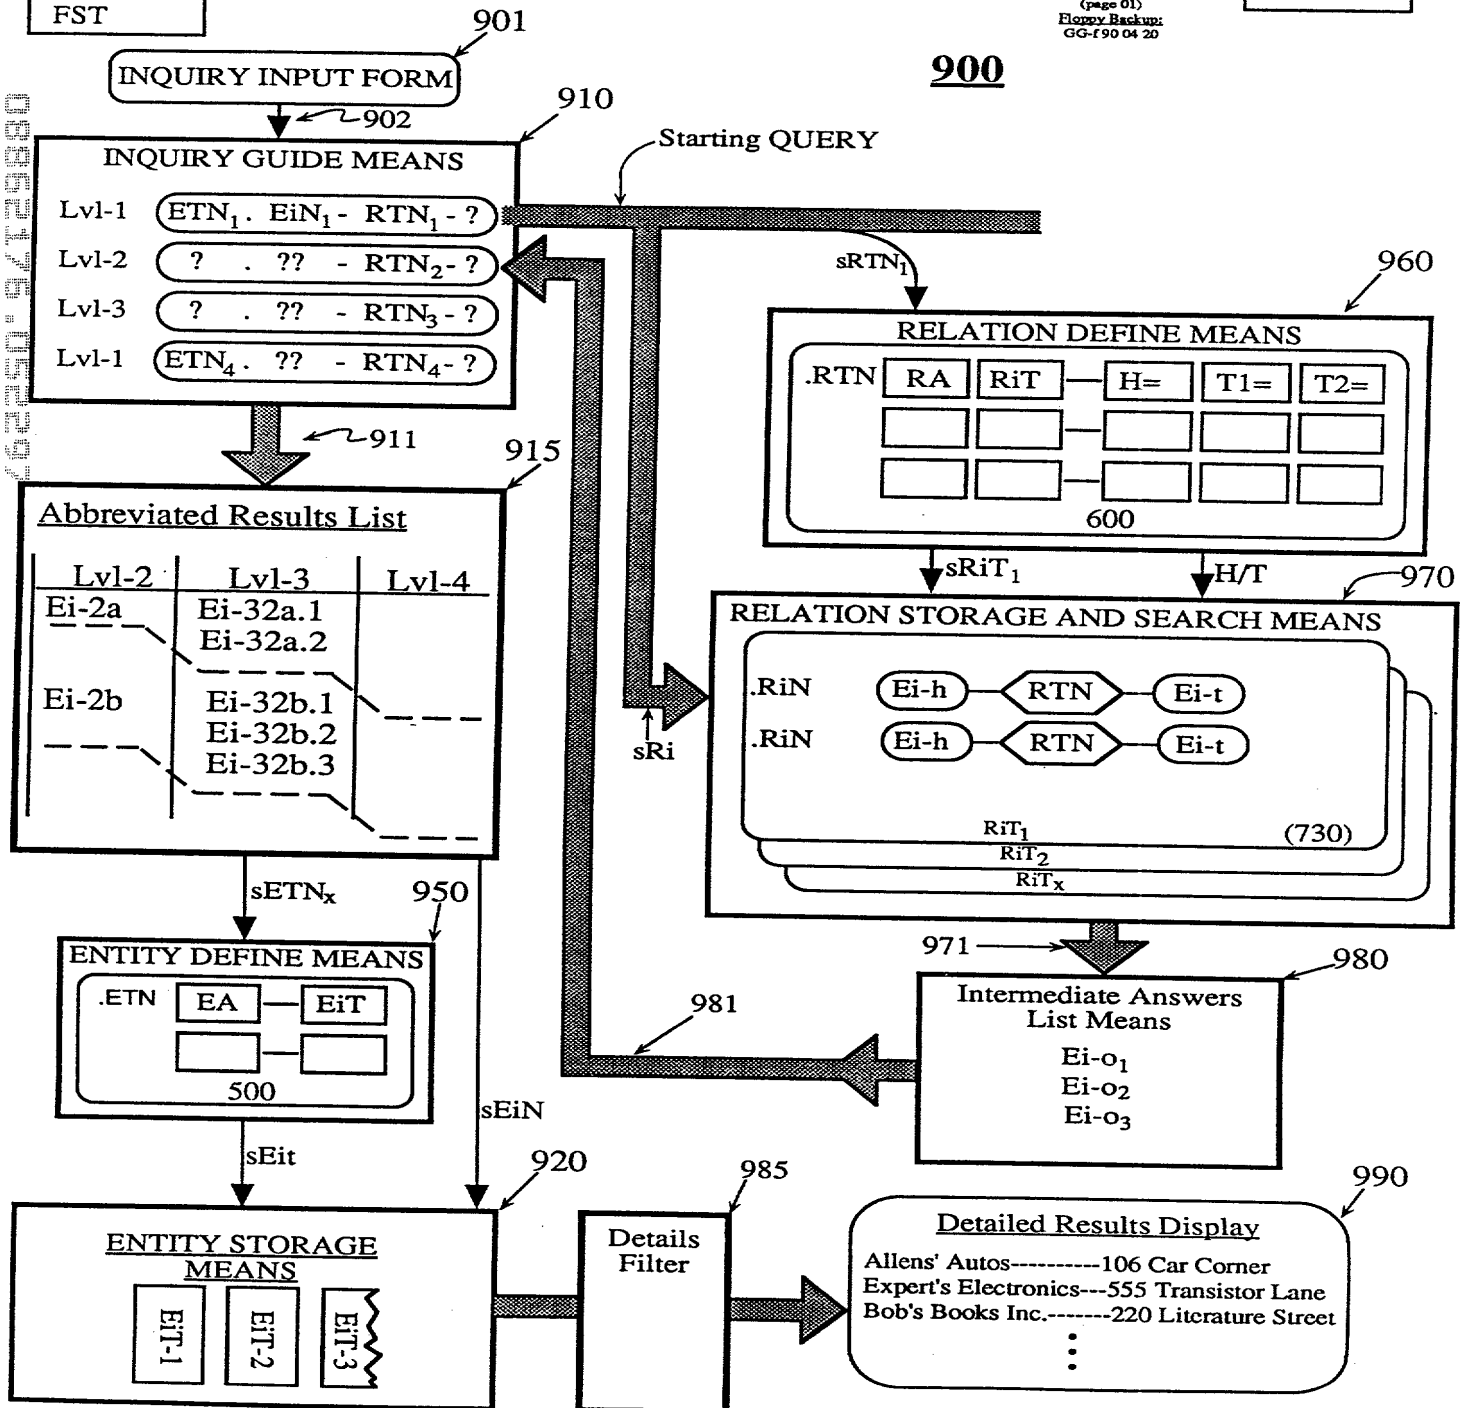 FST
(page 01)
Floppy Backup:
GG-f90 04 20
900
901
INQUIRY INPUT FORM
902
910
INQUIRY GUIDE MEANS
Lvl-1 ETN1 . EiN1 - RTN1 - ?
Lvl-2 ? . ?? - RTN2 - ?
Lvl-3 ? . ?? - RTN3 - ?
Lvl-1 ETN4 . ?? - RTN4 - ?
Starting QUERY
sRTN1
960
RELATION DEFINE MEANS
.RTN RA RiT H= T1= T2=
600
911
915
Abbreviated Results List
Lvl-2 Lvl-3 Lvl-4
Ei-2a Ei-32a.1
Ei-32a.2
Ei-2b Ei-32b.1
Ei-32b.2
Ei-32b.3
sRiT1
H/T
970
RELATION STORAGE AND SEARCH MEANS
.RiN Ei-h RTN Ei-t
.RiN Ei-h RTN Ei-t
RiT1 (730)
RiT2
RiTx
sRi
971
980
Intermediate Answers
List Means
Ei-o1
Ei-o2
Ei-o3
981
sETNx
950
ENTITY DEFINE MEANS
.ETN EA EiT
500
sEiN
sEit
920
ENTITY STORAGE
MEANS
EiT-1
EiT-2
EiT-3
985
Details
Filter
990
Detailed Results Display
Allens' Autos----------106 Car Corner
Expert's Electronics---555 Transistor Lane
Bob's Books Inc.-------220 Literature Street